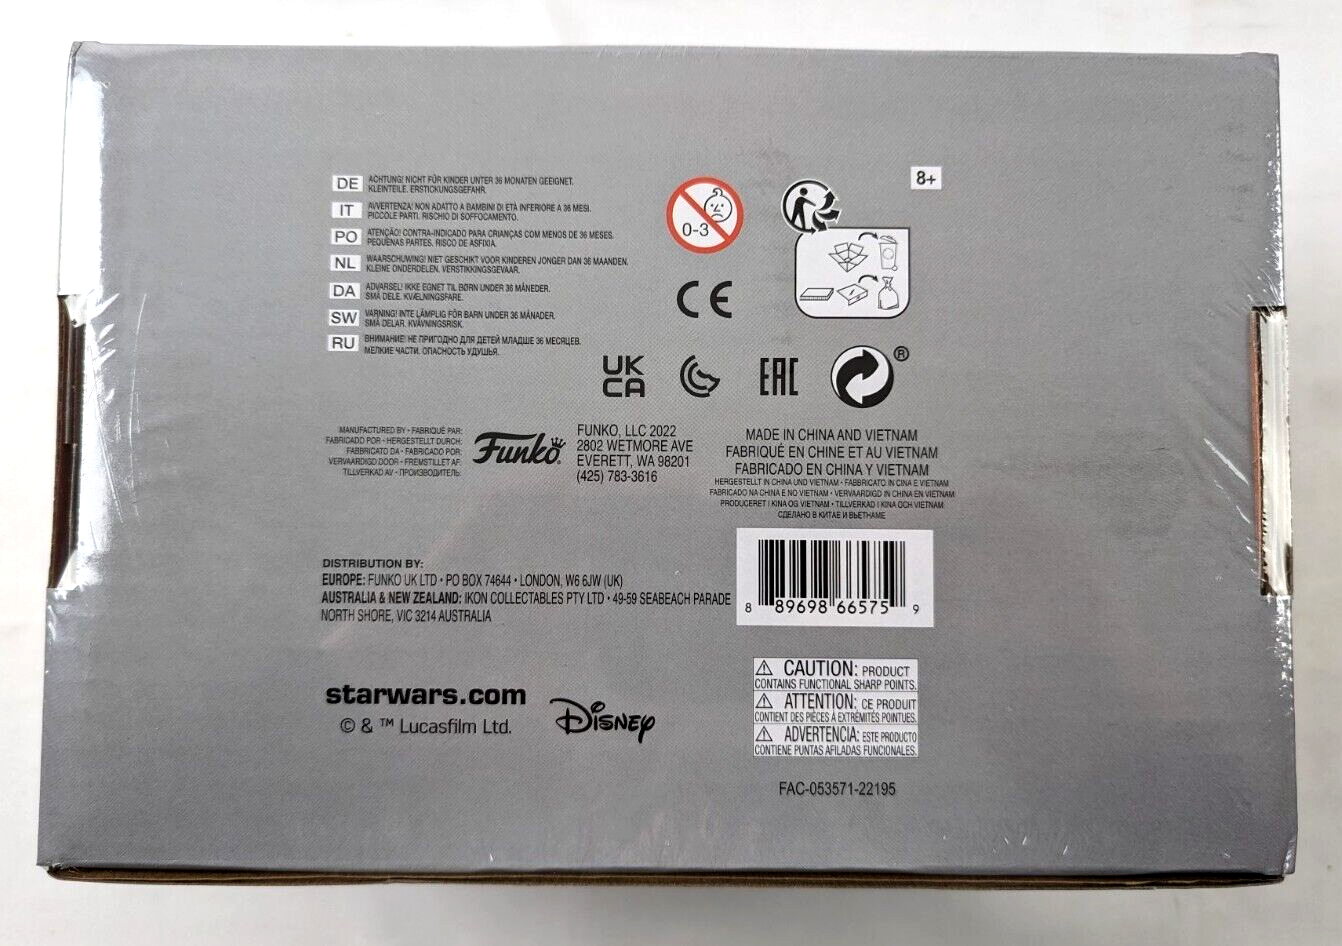 DE ACHTUNG! NICHT FÜR KINDER UNTER 36 MONATEN GEEIGNET.
KLEINTEILE. ERSTICKUNGSGEFAHR.
IT AVVERTENZA! NON ADATTO A BAMBINI DI ETÀ INFERIORE A 36 MESI.
PICCOLE PARTI. RISCHIO DI SOFFOCAMENTO.
PO ATENÇÃO! CONTRA-INDICADO PARA CRIANÇAS COM MENOS DE 36 MESES.
PEQUENAS PARTES. RISCO DE ASFIXIA.
NL WAARSCHUWING! NIET GESCHIKT VOOR KINDEREN JONGER DAN 36 MAANDEN.
KLEINE ONDERDELEN. VERSTIKKINGSGEVAAR.
DA ADVARSEL! IKKE EGNET TIL BØRN UNDER 36 MÅNEDER.
SMÅ DELE. KVÆLNINGSFARE.
SW VARNING! INTE LÄMPLIG FÖR BARN UNDER 36 MÅNADER.
SMÅ DELAR. KVÄVNINGSRISK.
RU ВНИМАНИЕ! НЕ ПРИГОДНО ДЛЯ ДЕТЕЙ МЛАДШЕ 36 МЕСЯЦЕВ.
МЕЛКИЕ ЧАСТИ. ОПАСНОСТЬ УДУШЬЯ.
0-3
8+
CE
UK
CA
EAC
®
MANUFACTURED BY • FABRIQUÉ PAR:
FABRICADO POR • HERGESTELLT DURCH:
FABBRICATO DA • FABRICADO POR:
VERVAARDIGD DOOR • FREMSTILLET AF:
TILLVERKAD AV • ПРОИЗВОДИТЕЛЬ:
Funko
FUNKO, LLC 2022
2802 WETMORE AVE
EVERETT, WA 98201
(425) 783-3616
MADE IN CHINA AND VIETNAM
FABRIQUÉ EN CHINE ET AU VIETNAM
FABRICADO EN CHINA Y VIETNAM
HERGESTELLT IN CHINA UND VIETNAM • FABBRICATO IN CINA E VIETNAM
FABRICADO NA CHINA E NO VIETNAM • VERVAARDIGD IN CHINA EN VIETNAM
PRODUCERET I KINA OG VIETNAM • TILLVERKAD I KINA OCH VIETNAM
СДЕЛАНО В КИТАЕ И ВЬЕТНАМЕ
8 89698 66575 9
DISTRIBUTION BY:
EUROPE: FUNKO UK LTD • PO BOX 74644 • LONDON, W6 6JW (UK)
AUSTRALIA & NEW ZEALAND: IKON COLLECTABLES PTY LTD • 49-59 SEABEACH PARADE
NORTH SHORE, VIC 3214 AUSTRALIA
starwars.com
© & ™ Lucasfilm Ltd.
Disney
⚠ CAUTION: PRODUCT
CONTAINS FUNCTIONAL SHARP POINTS.
⚠ ATTENTION: CE PRODUIT
CONTIENT DES PIÈCES À EXTRÉMITÉS POINTUES.
⚠ ADVERTENCIA: ESTE PRODUCTO
CONTIENE PUNTAS AFILADAS FUNCIONALES.
FAC-053571-22195